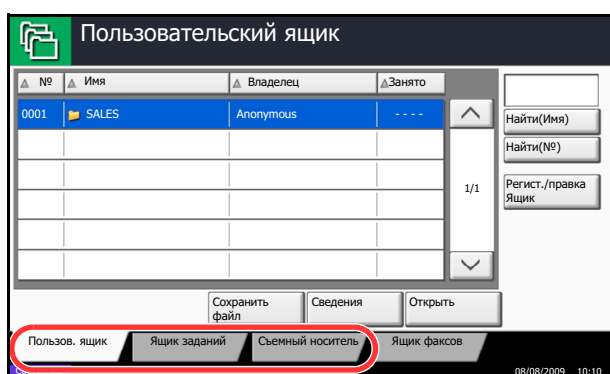 Пользовательский ящик
№ Имя Владелец Занято
0001 SALES Anonymous - - - -
Найти(Имя)
Найти(№)
1/1
Регист./правка
Ящик
Сохранить
файл
Сведения
Открыть
Пользов. ящик
Ящик заданий
Съемный носитель
Ящик факсов
08/08/2009 10:10